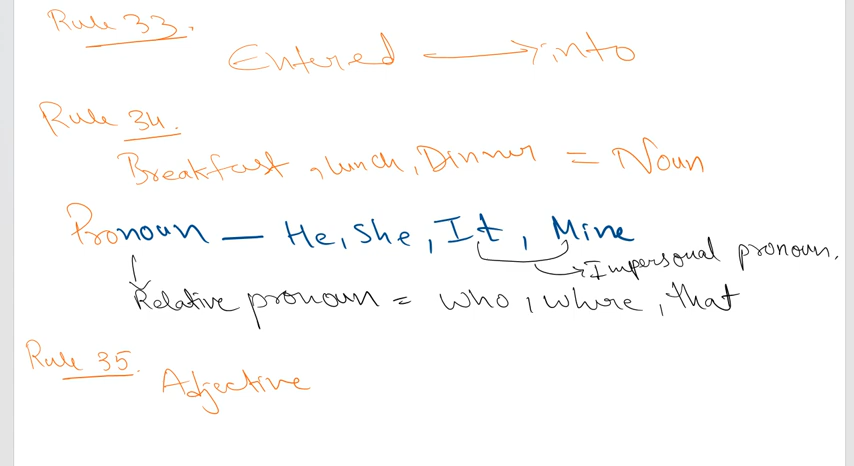 Rule 33.
Entered → into
Rule 34.
Breakfast, lunch, Dinner = Noun
Pronoun — He, She, It, Mine
→ Impersonal pronoun.
Relative pronoun = who, where, that
Rule 35.
Adjective